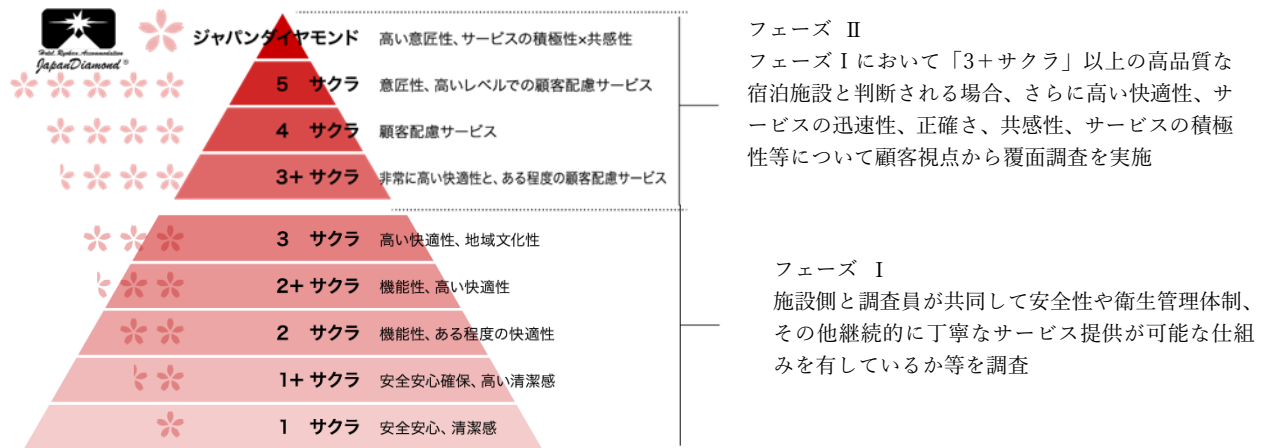 Hotel, Ryokan, Accommodation
JapanDiamond®
ジャパンダイヤモンド 高い意匠性、サービスの積極性×共感性
5 サクラ 意匠性、高いレベルでの顧客配慮サービス
4 サクラ 顧客配慮サービス
3+ サクラ 非常に高い快適性と、ある程度の顧客配慮サービス
3 サクラ 高い快適性、地域文化性
2+ サクラ 機能性、高い快適性
2 サクラ 機能性、ある程度の快適性
1+ サクラ 安全安心確保、高い清潔感
1 サクラ 安全安心、清潔感
フェーズ Ⅱ
フェーズⅠにおいて「3+サクラ」以上の高品質な
宿泊施設と判断される場合、さらに高い快適性、サ
ービスの迅速性、正確さ、共感性、サービスの積極
性等について顧客視点から覆面調査を実施
フェーズ Ⅰ
施設側と調査員が共同して安全性や衛生管理体制、
その他継続的に丁寧なサービス提供が可能な仕組
みを有しているか等を調査